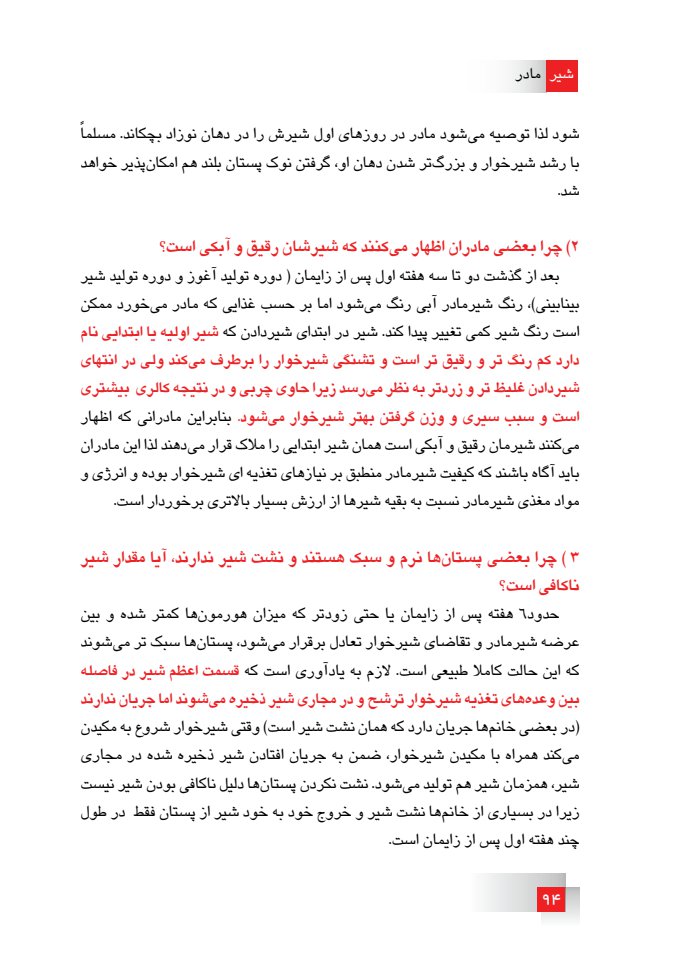 شیر مادر
شود لذا توصیه می‌شود مادر در روزهای اول شیرش را در دهان نوزاد بچکاند. مسلماً
با رشد شیرخوار و بزرگ‌تر شدن دهان او، گرفتن نوک پستان بلند هم امکان‌پذیر خواهد
شد.
۲) چرا بعضی مادران اظهار می‌کنند که شیرشان رقیق و آبکی است؟
بعد از گذشت دو تا سه هفته اول پس از زایمان ( دوره تولید آغوز و دوره تولید شیر
بینابینی)، رنگ شیرمادر آبی رنگ می‌شود اما بر حسب غذایی که مادر می‌خورد ممکن
است رنگ شیر کمی تغییر پیدا کند. شیر در ابتدای شیردادن که شیر اولیه یا ابتدایی نام
دارد کم رنگ تر و رقیق تر است و تشنگی شیرخوار را برطرف می‌کند ولی در انتهای
شیردادن غلیظ تر و زردتر به نظر می‌رسد زیرا حاوی چربی و در نتیجه کالری بیشتری
است و سبب سیری و وزن گرفتن بهتر شیرخوار می‌شود. بنابراین مادرانی که اظهار
می‌کنند شیرمان رقیق و آبکی است همان شیر ابتدایی را ملاک قرار می‌دهند لذا این مادران
باید آگاه باشند که کیفیت شیرمادر منطبق بر نیازهای تغذیه ای شیرخوار بوده و انرژی و
مواد مغذی شیرمادر نسبت به بقیه شیرها از ارزش بسیار بالاتری برخوردار است.
۳ ) چرا بعضی پستان‌ها نرم و سبک هستند و نشت شیر ندارند، آیا مقدار شیر
ناکافی است؟
حدود۶ هفته پس از زایمان یا حتی زودتر که میزان هورمون‌ها کمتر شده و بین
عرضه شیرمادر و تقاضای شیرخوار تعادل برقرار می‌شود، پستان‌ها سبک تر می‌شوند
که این حالت کاملا طبیعی است. لازم به یادآوری است که قسمت اعظم شیر در فاصله
بین وعده‌های تغذیه شیرخوار ترشح و در مجاری شیر ذخیره می‌شوند اما جریان ندارند
(در بعضی خانم‌ها جریان دارد که همان نشت شیر است) وقتی شیرخوار شروع به مکیدن
می‌کند همراه با مکیدن شیرخوار، ضمن به جریان افتادن شیر ذخیره شده در مجاری
شیر، همزمان شیر هم تولید می‌شود. نشت نکردن پستان‌ها دلیل ناکافی بودن شیر نیست
زیرا در بسیاری از خانم‌ها نشت شیر و خروج خود به خود شیر از پستان فقط در طول
چند هفته اول پس از زایمان است.
۹۴